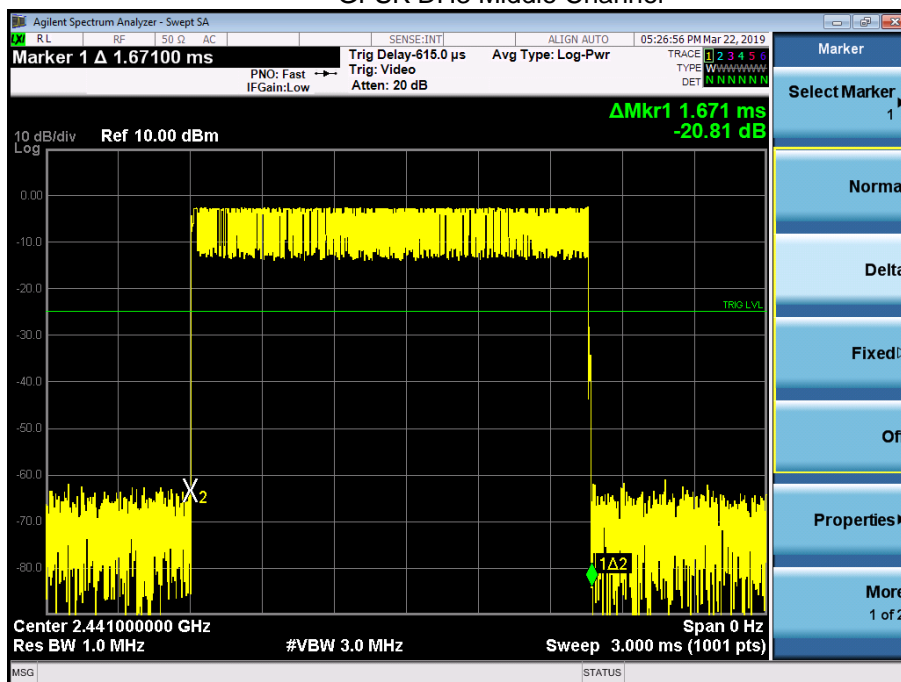 Agilent Spectrum Analyzer - Swept SA
LXI RL RF 50 Ω AC SENSE:INT ALIGN AUTO 05:26:56 PM Mar 22, 2019
Marker 1 Δ 1.67100 ms
PNO: Fast
IFGain:Low
Trig Delay-615.0 µs
Trig: Video
Atten: 20 dB
Avg Type: Log-Pwr
TRACE 1 2 3 4 5 6
TYPE WWWWWW
DET N N N N N N
ΔMkr1 1.671 ms
-20.81 dB
10 dB/div Ref 10.00 dBm
Log
0.00
-10.0
-20.0
TRIG LVL
-30.0
-40.0
-50.0
-60.0
2
-70.0
-80.0
1Δ2
Center 2.441000000 GHz Span 0 Hz
Res BW 1.0 MHz #VBW 3.0 MHz Sweep 3.000 ms (1001 pts)
MSG STATUS
Marker
Select Marker
1
Norma
Delta
Fixed
Of
Properties
More
1 of 2